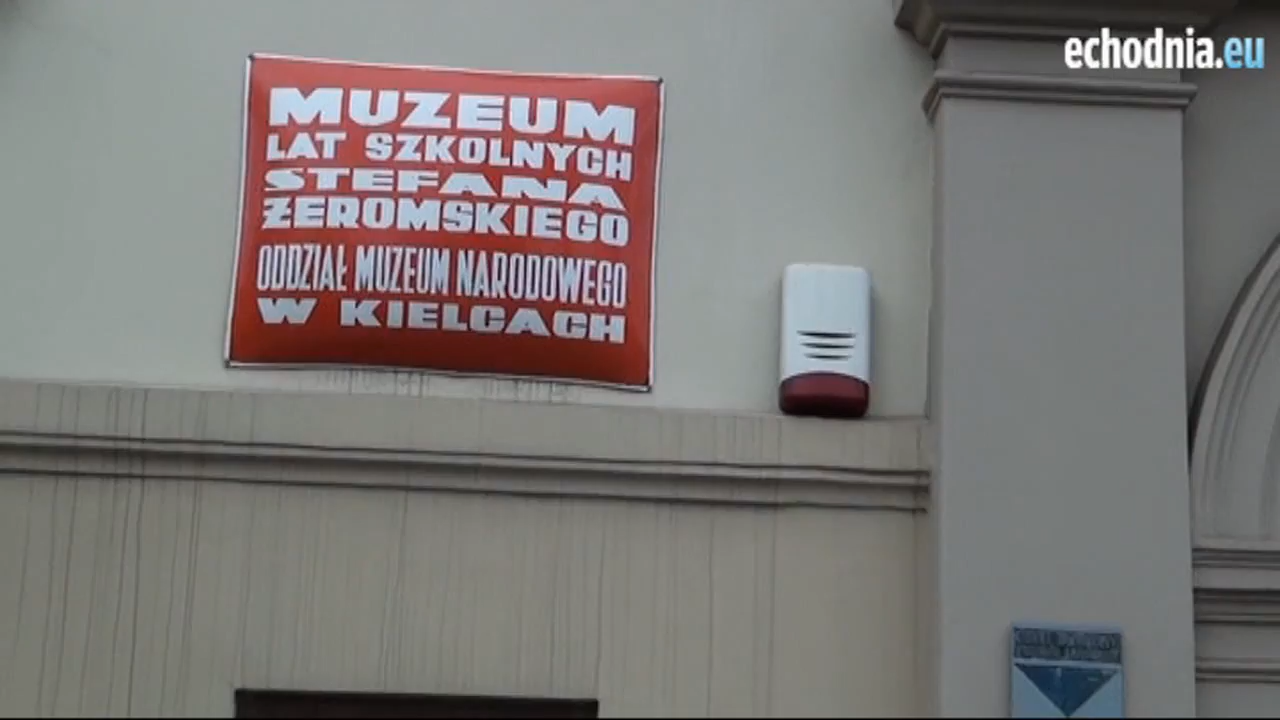 echodnia.eu
MUZEUM
LAT SZKOLNYCH
STEFANA
ŻEROMSKIEGO
ODDZIAŁ MUZEUM NARODOWEGO
W KIELCACH